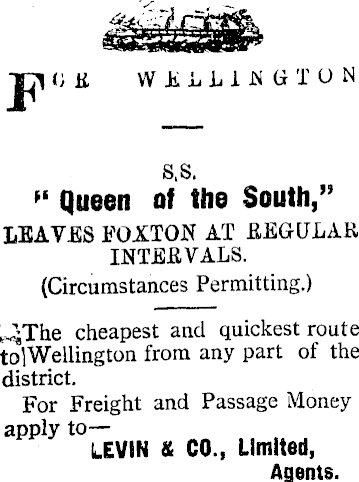 FOR WELLINGTON
S.S.
"Queen of the South,"
LEAVES FOXTON AT REGULAR
INTERVALS.
(Circumstances Permitting.)
The cheapest and quickest route
to Wellington from any part of the
district.
For Freight and Passage Money
apply to—
LEVIN & CO., Limited,
Agents.